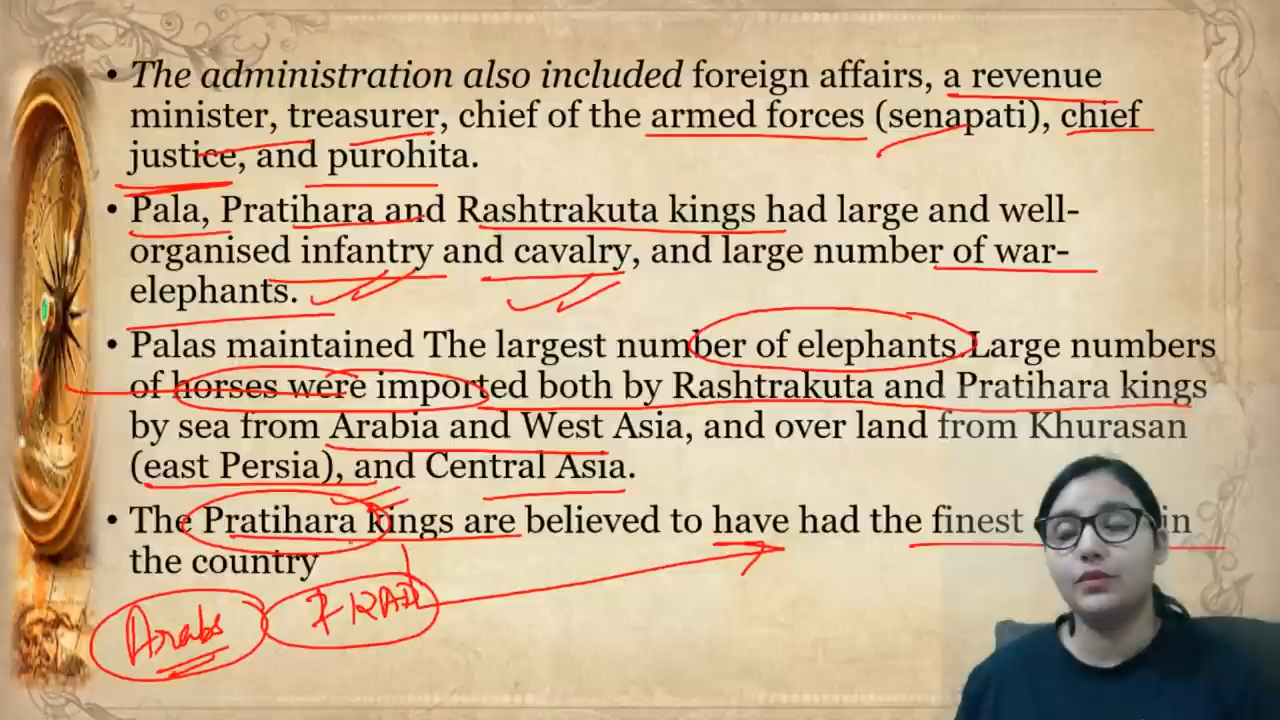 • The administration also included foreign affairs, a revenue
minister, treasurer, chief of the armed forces (senapati), chief
justice, and purohita.
• Pala, Pratihara and Rashtrakuta kings had large and well-
organised infantry and cavalry, and large number of war-
elephants.
• Palas maintained The largest number of elephants. Large numbers
of horses were imported both by Rashtrakuta and Pratihara kings
by sea from Arabia and West Asia, and over land from Khurasan
(east Persia), and Central Asia.
• The Pratihara kings are believed to have had the finest in
the country
Arabs